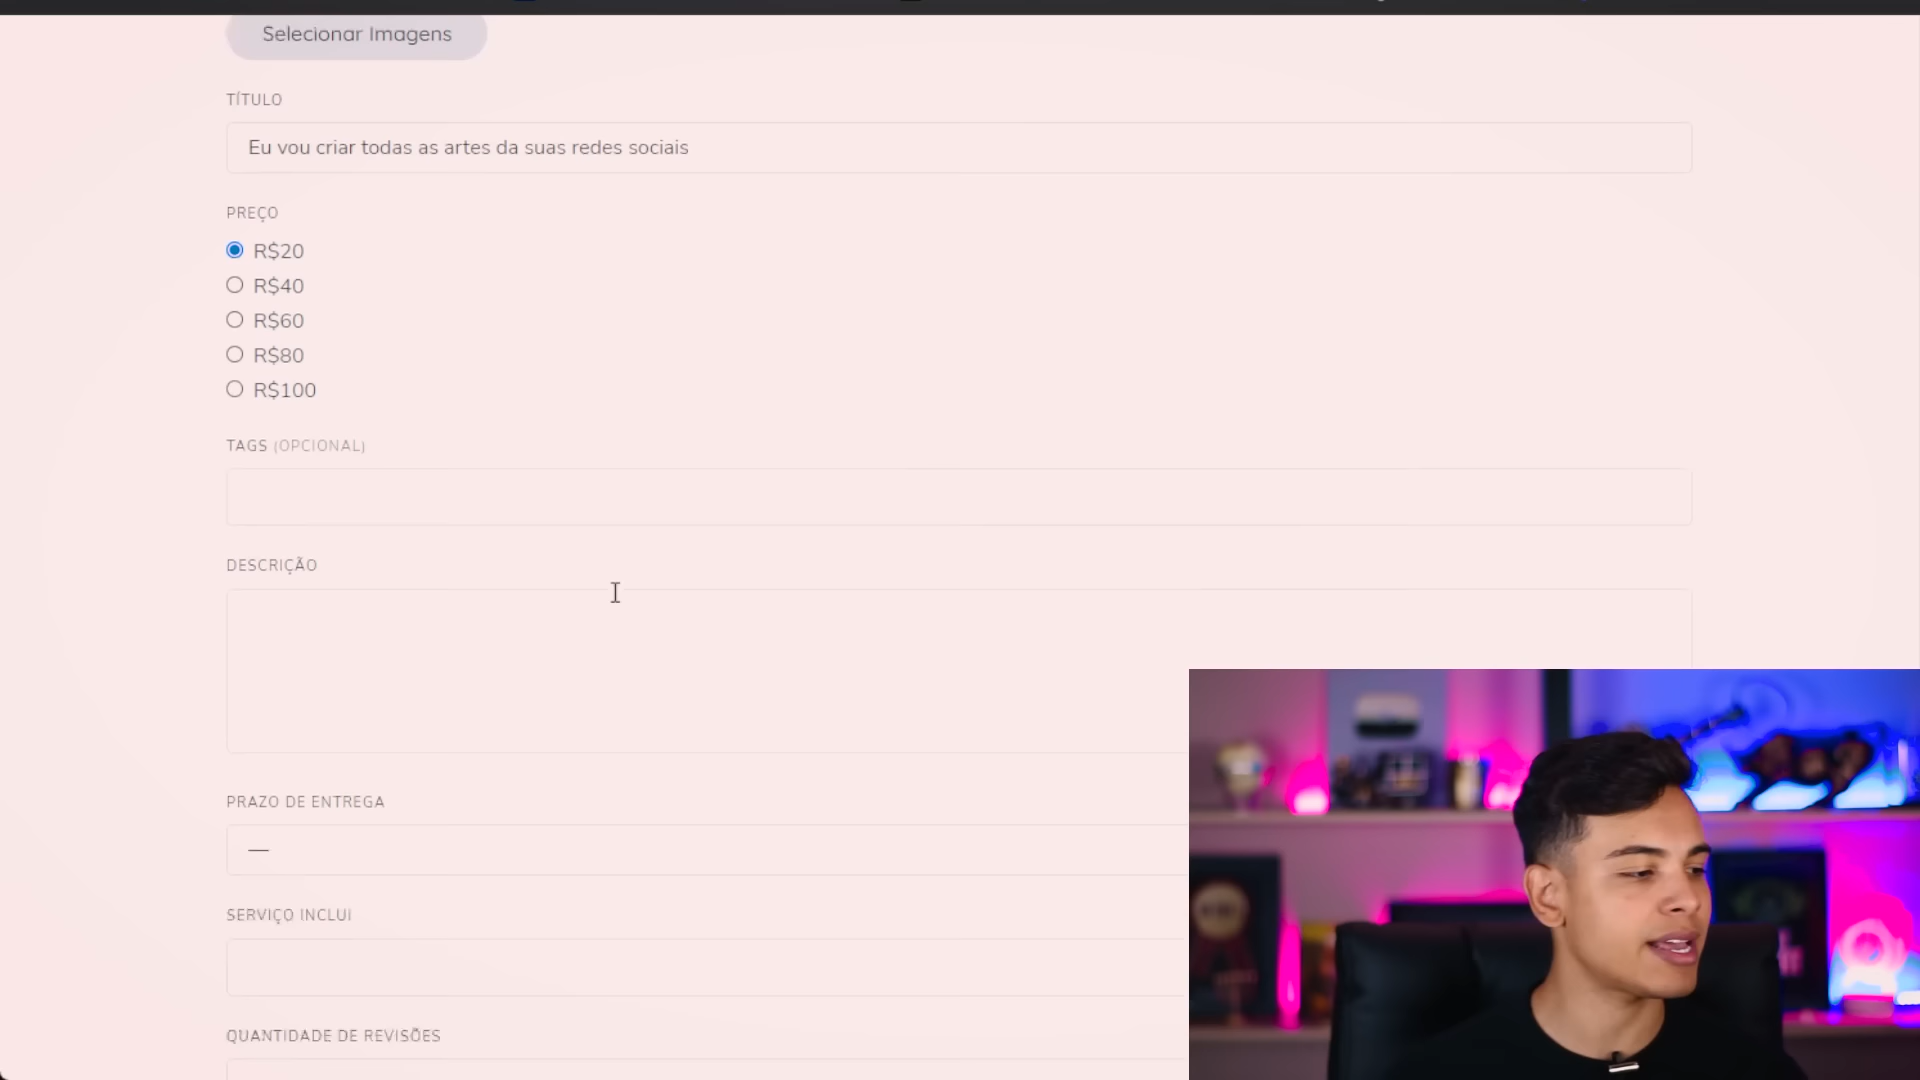 Selecionar Imagens
TÍTULO
Eu vou criar todas as artes da suas redes sociais
PREÇO
R$20
R$40
R$60
R$80
R$100
TAGS (OPCIONAL)
DESCRIÇÃO
PRAZO DE ENTREGA
—
SERVIÇO INCLUI
QUANTIDADE DE REVISÕES